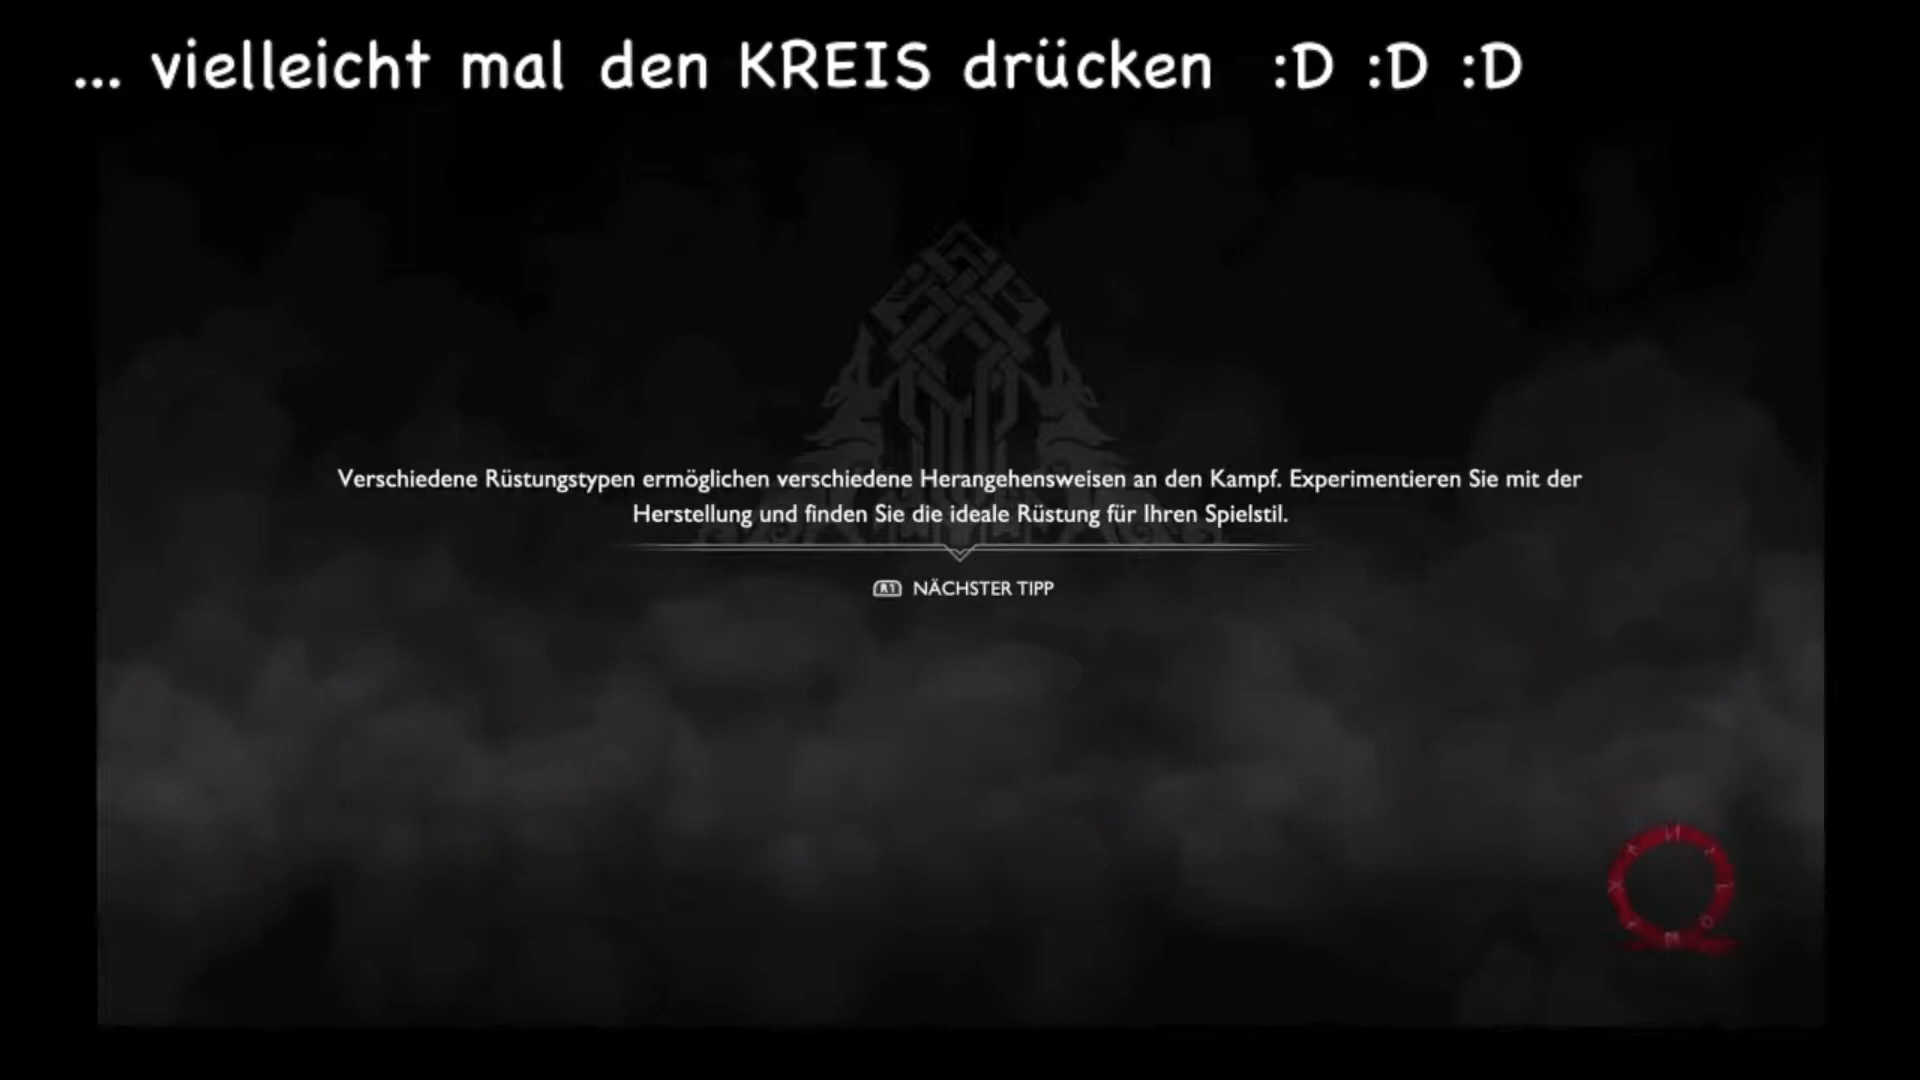 ... vielleicht mal den KREIS drücken :D :D :D
Verschiedene Rüstungstypen ermöglichen verschiedene Herangehensweisen an den Kampf. Experimentieren Sie mit der
Herstellung und finden Sie die ideale Rüstung für Ihren Spielstil.
R1 NÄCHSTER TIPP